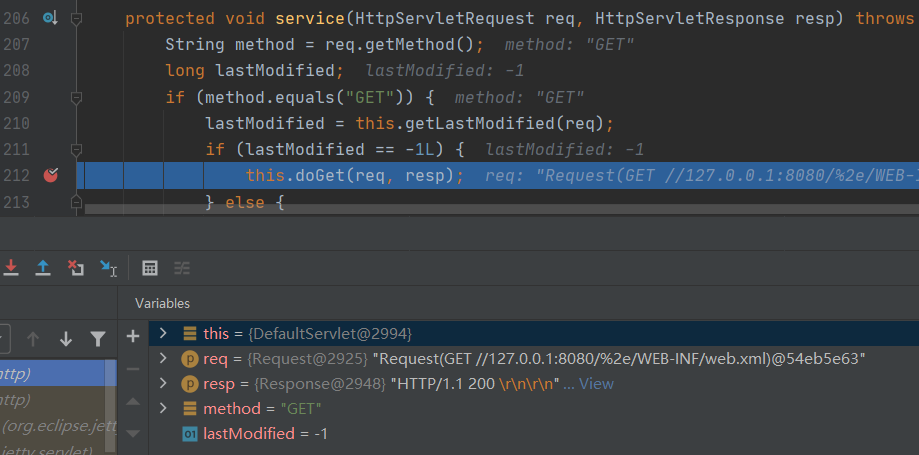 206 protected void service(HttpServletRequest req, HttpServletResponse resp) throws
207 String method = req.getMethod(); method: "GET"
208 long lastModified; lastModified: -1
209 if (method.equals("GET")) { method: "GET"
210 lastModified = this.getLastModified(req);
211 if (lastModified == -1L) { lastModified: -1
212 this.doGet(req, resp); req: "Request(GET //127.0.0.1:8080/%2e/WEB-I
213 } else {
Variables
this = {DefaultServlet@2994}
http)
req = {Request@2925} "Request(GET //127.0.0.1:8080/%2e/WEB-INF/web.xml)@54eb5e63"
http)
resp = {Response@2948} "HTTP/1.1 200 \r\n\r\n" ... View
(org.eclipse.jetty
method = "GET"
jetty.servlet)
01 lastModified = -1